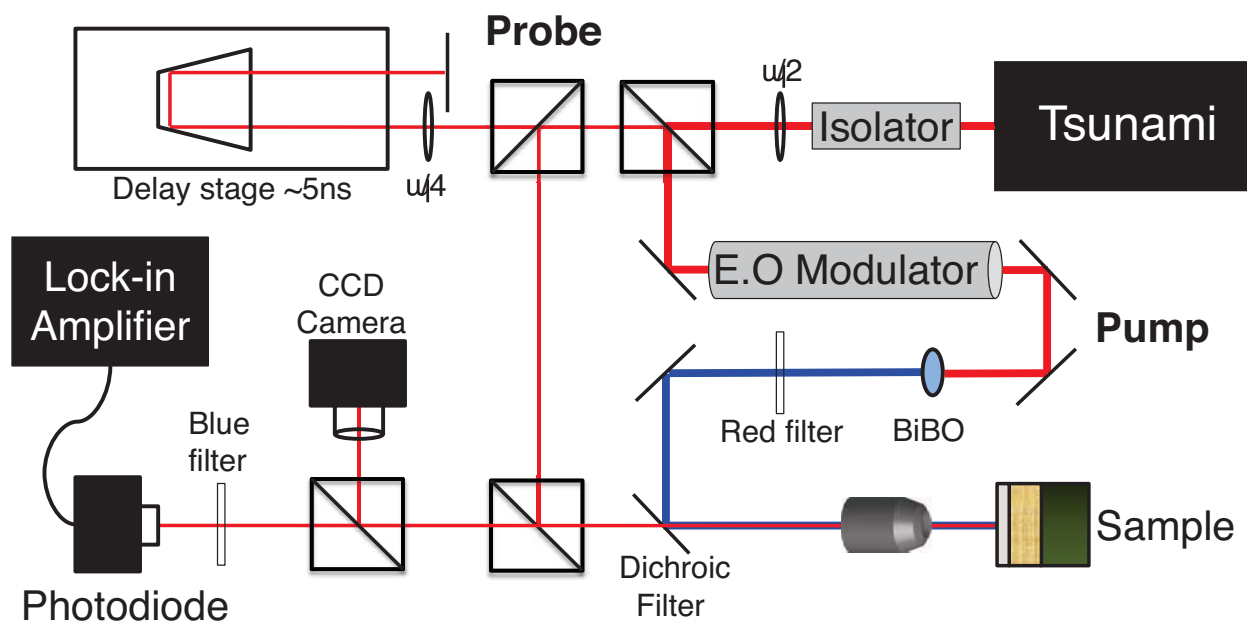 Probe
Delay stage ~5ns
ψ/4
ψ/2
Isolator
Tsunami
E.O Modulator
Pump
Lock-in
Amplifier
CCD
Camera
Blue
filter
Red filter
BiBO
Photodiode
Dichroic
Filter
Sample